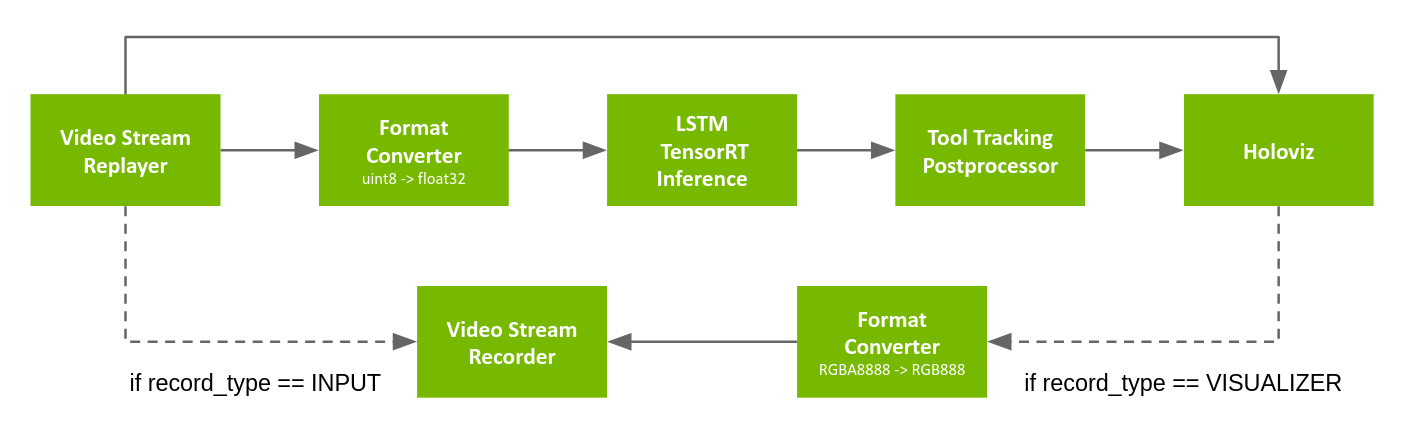 Video Stream
Replayer
Format
Converter
uint8 -> float32
LSTM
TensorRT
Inference
Tool Tracking
Postprocessor
Holoviz
Video Stream
Recorder
Format
Converter
RGBA8888 -> RGB888
if record_type == INPUT
if record_type == VISUALIZER